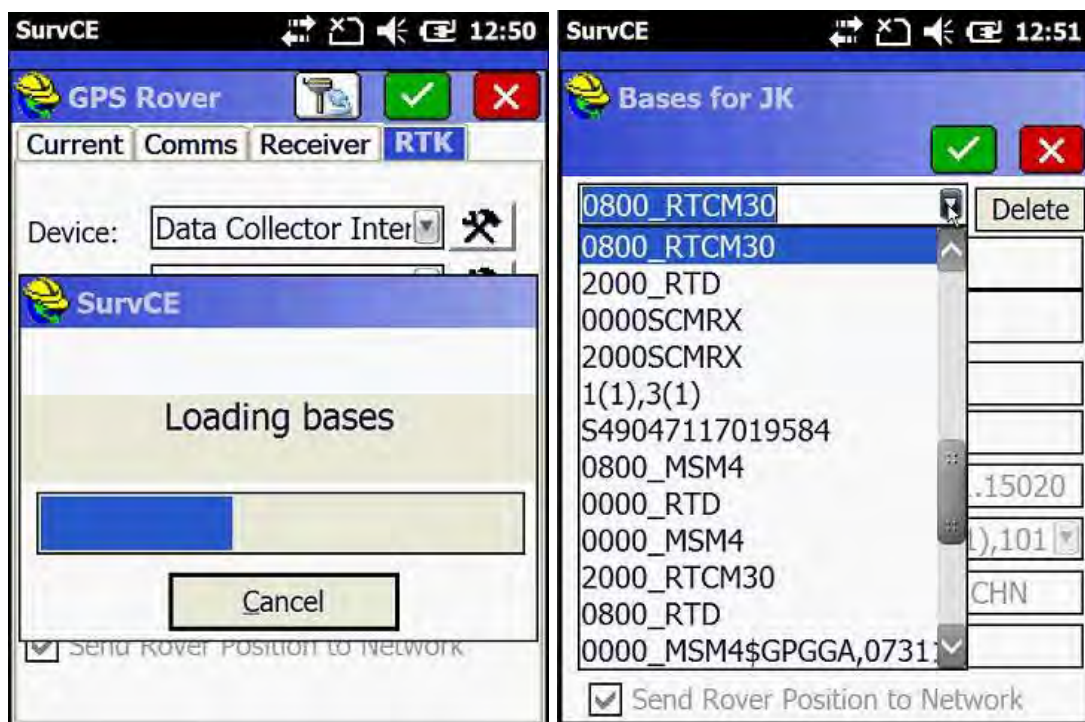 SurvCE 12:50
GPS Rover
Current Comms Receiver RTK
Device: Data Collector Inter
SurvCE
Loading bases
Cancel
Send Rover Position to Network
SurvCE 12:51
Bases for JK
0800_RTCM30 Delete
0800_RTCM30
2000_RTD
0000SCMRX
2000SCMRX
1(1),3(1)
S49047117019584
0800_MSM4
.15020
0000_RTD
0000_MSM4
1),101
2000_RTCM30
CHN
0800_RTD
0000_MSM4$GPGGA,0731
Send Rover Position to Network